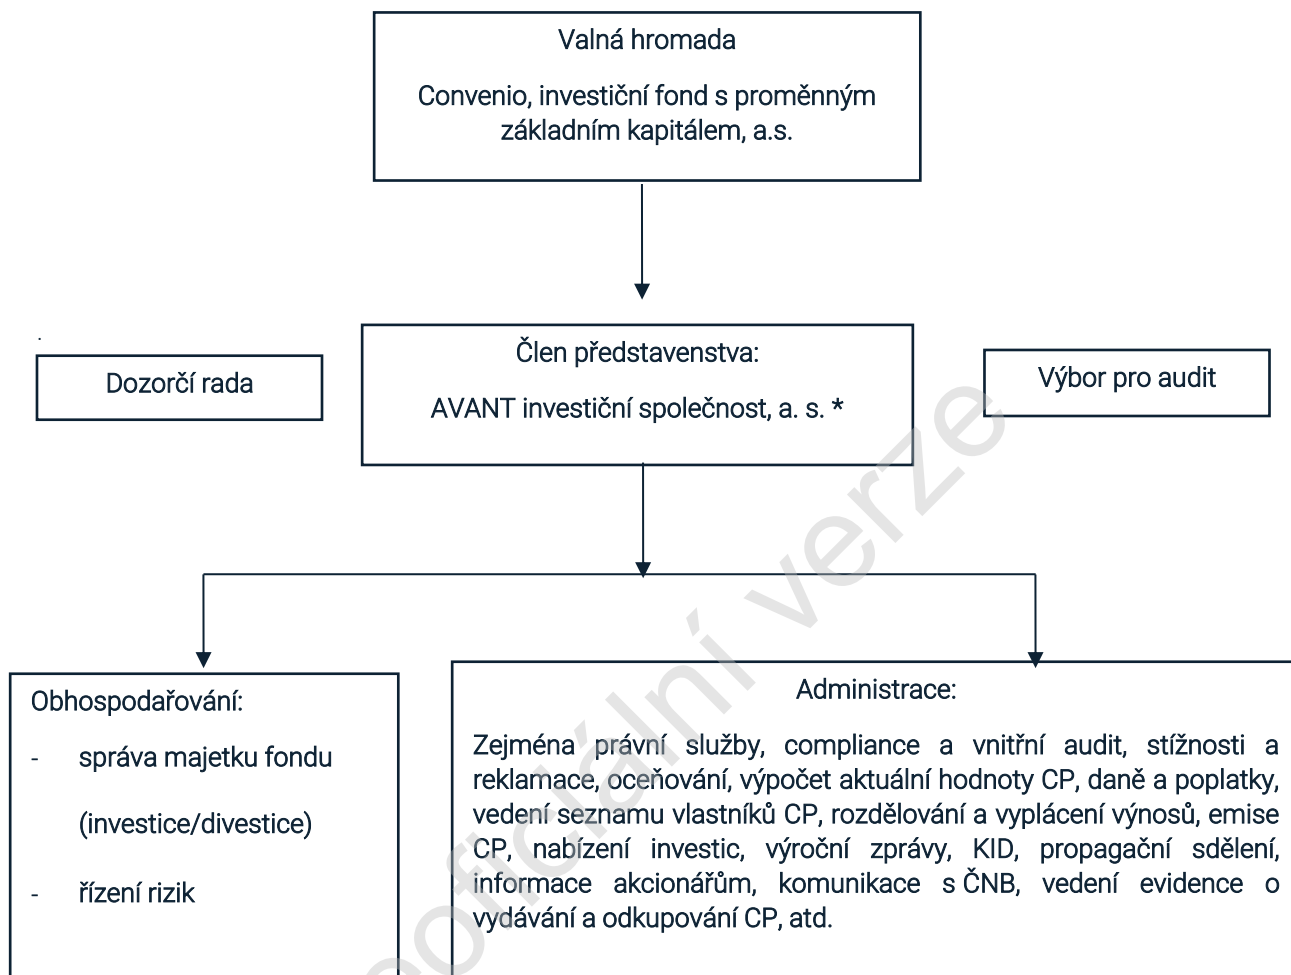 Valná hromada
Convenio, investiční fond s proměnným
základním kapitálem, a.s.
.
Dozorčí rada
Člen představenstva:
AVANT investiční společnost, a. s. *
Výbor pro audit
Obhospodařování:
- správa majetku fondu
(investice/divestice)
- řízení rizik
Administrace:
Zejména právní služby, compliance a vnitřní audit, stížnosti a
reklamace, oceňování, výpočet aktuální hodnoty CP, daně a poplatky,
vedení seznamu vlastníků CP, rozdělování a vyplácení výnosů, emise
CP, nabízení investic, výroční zprávy, KID, propagační sdělení,
informace akcionářům, komunikace s ČNB, vedení evidence o
vydávání a odkupování CP, atd.
eoficiální verze